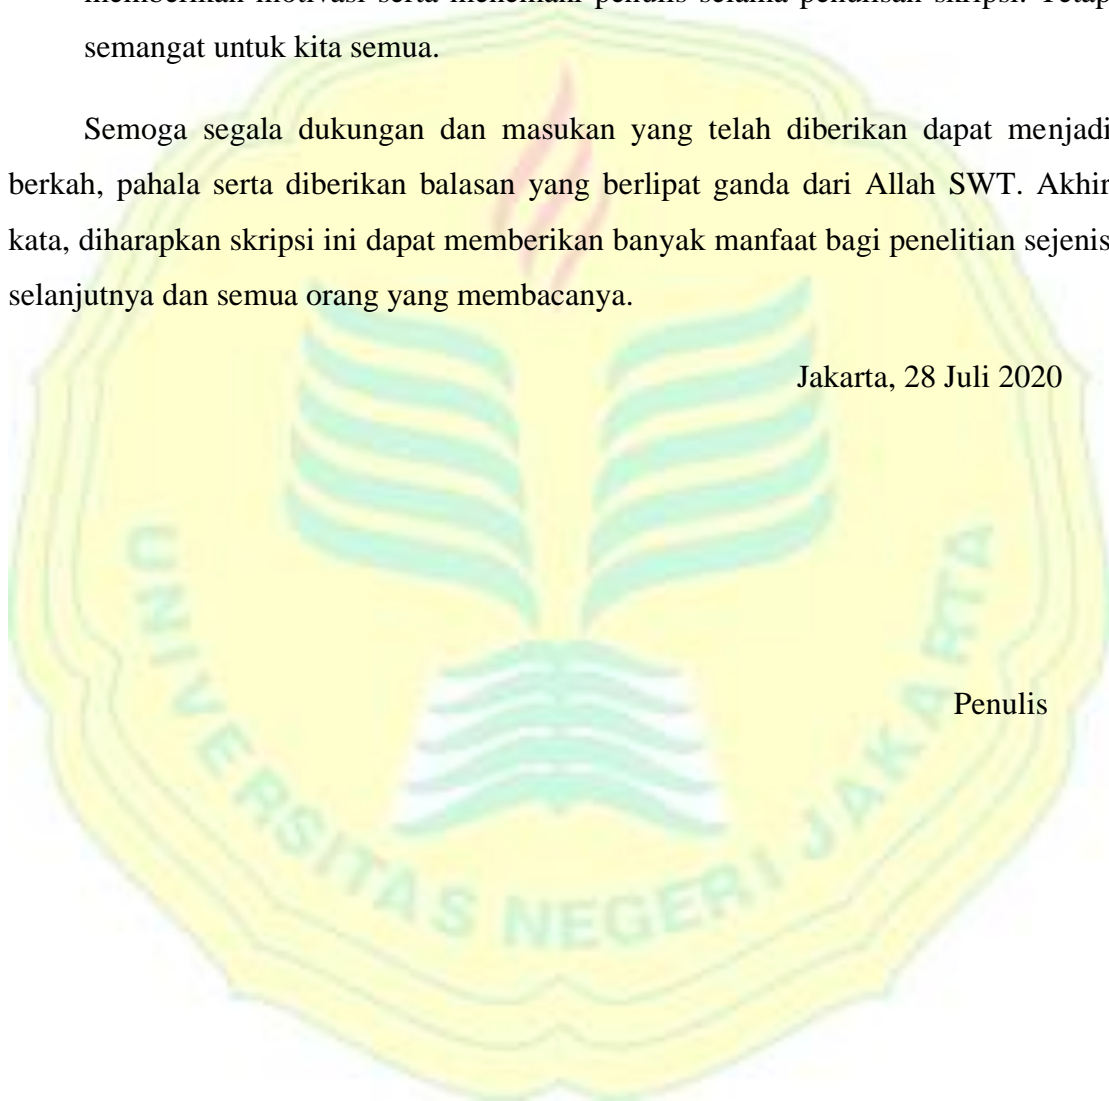 memberikan motivasi serta menemani penulis selama penulisan skripsi. Tetap
semangat untuk kita semua.
Semoga segala dukungan dan masukan yang telah diberikan dapat menjadi
berkah, pahala serta diberikan balasan yang berlipat ganda dari Allah SWT. Akhir
kata, diharapkan skripsi ini dapat memberikan banyak manfaat bagi penelitian sejenis
selanjutnya dan semua orang yang membacanya.
Jakarta, 28 Juli 2020
Penulis
UNIVERSITAS NEGERI JAKARTA